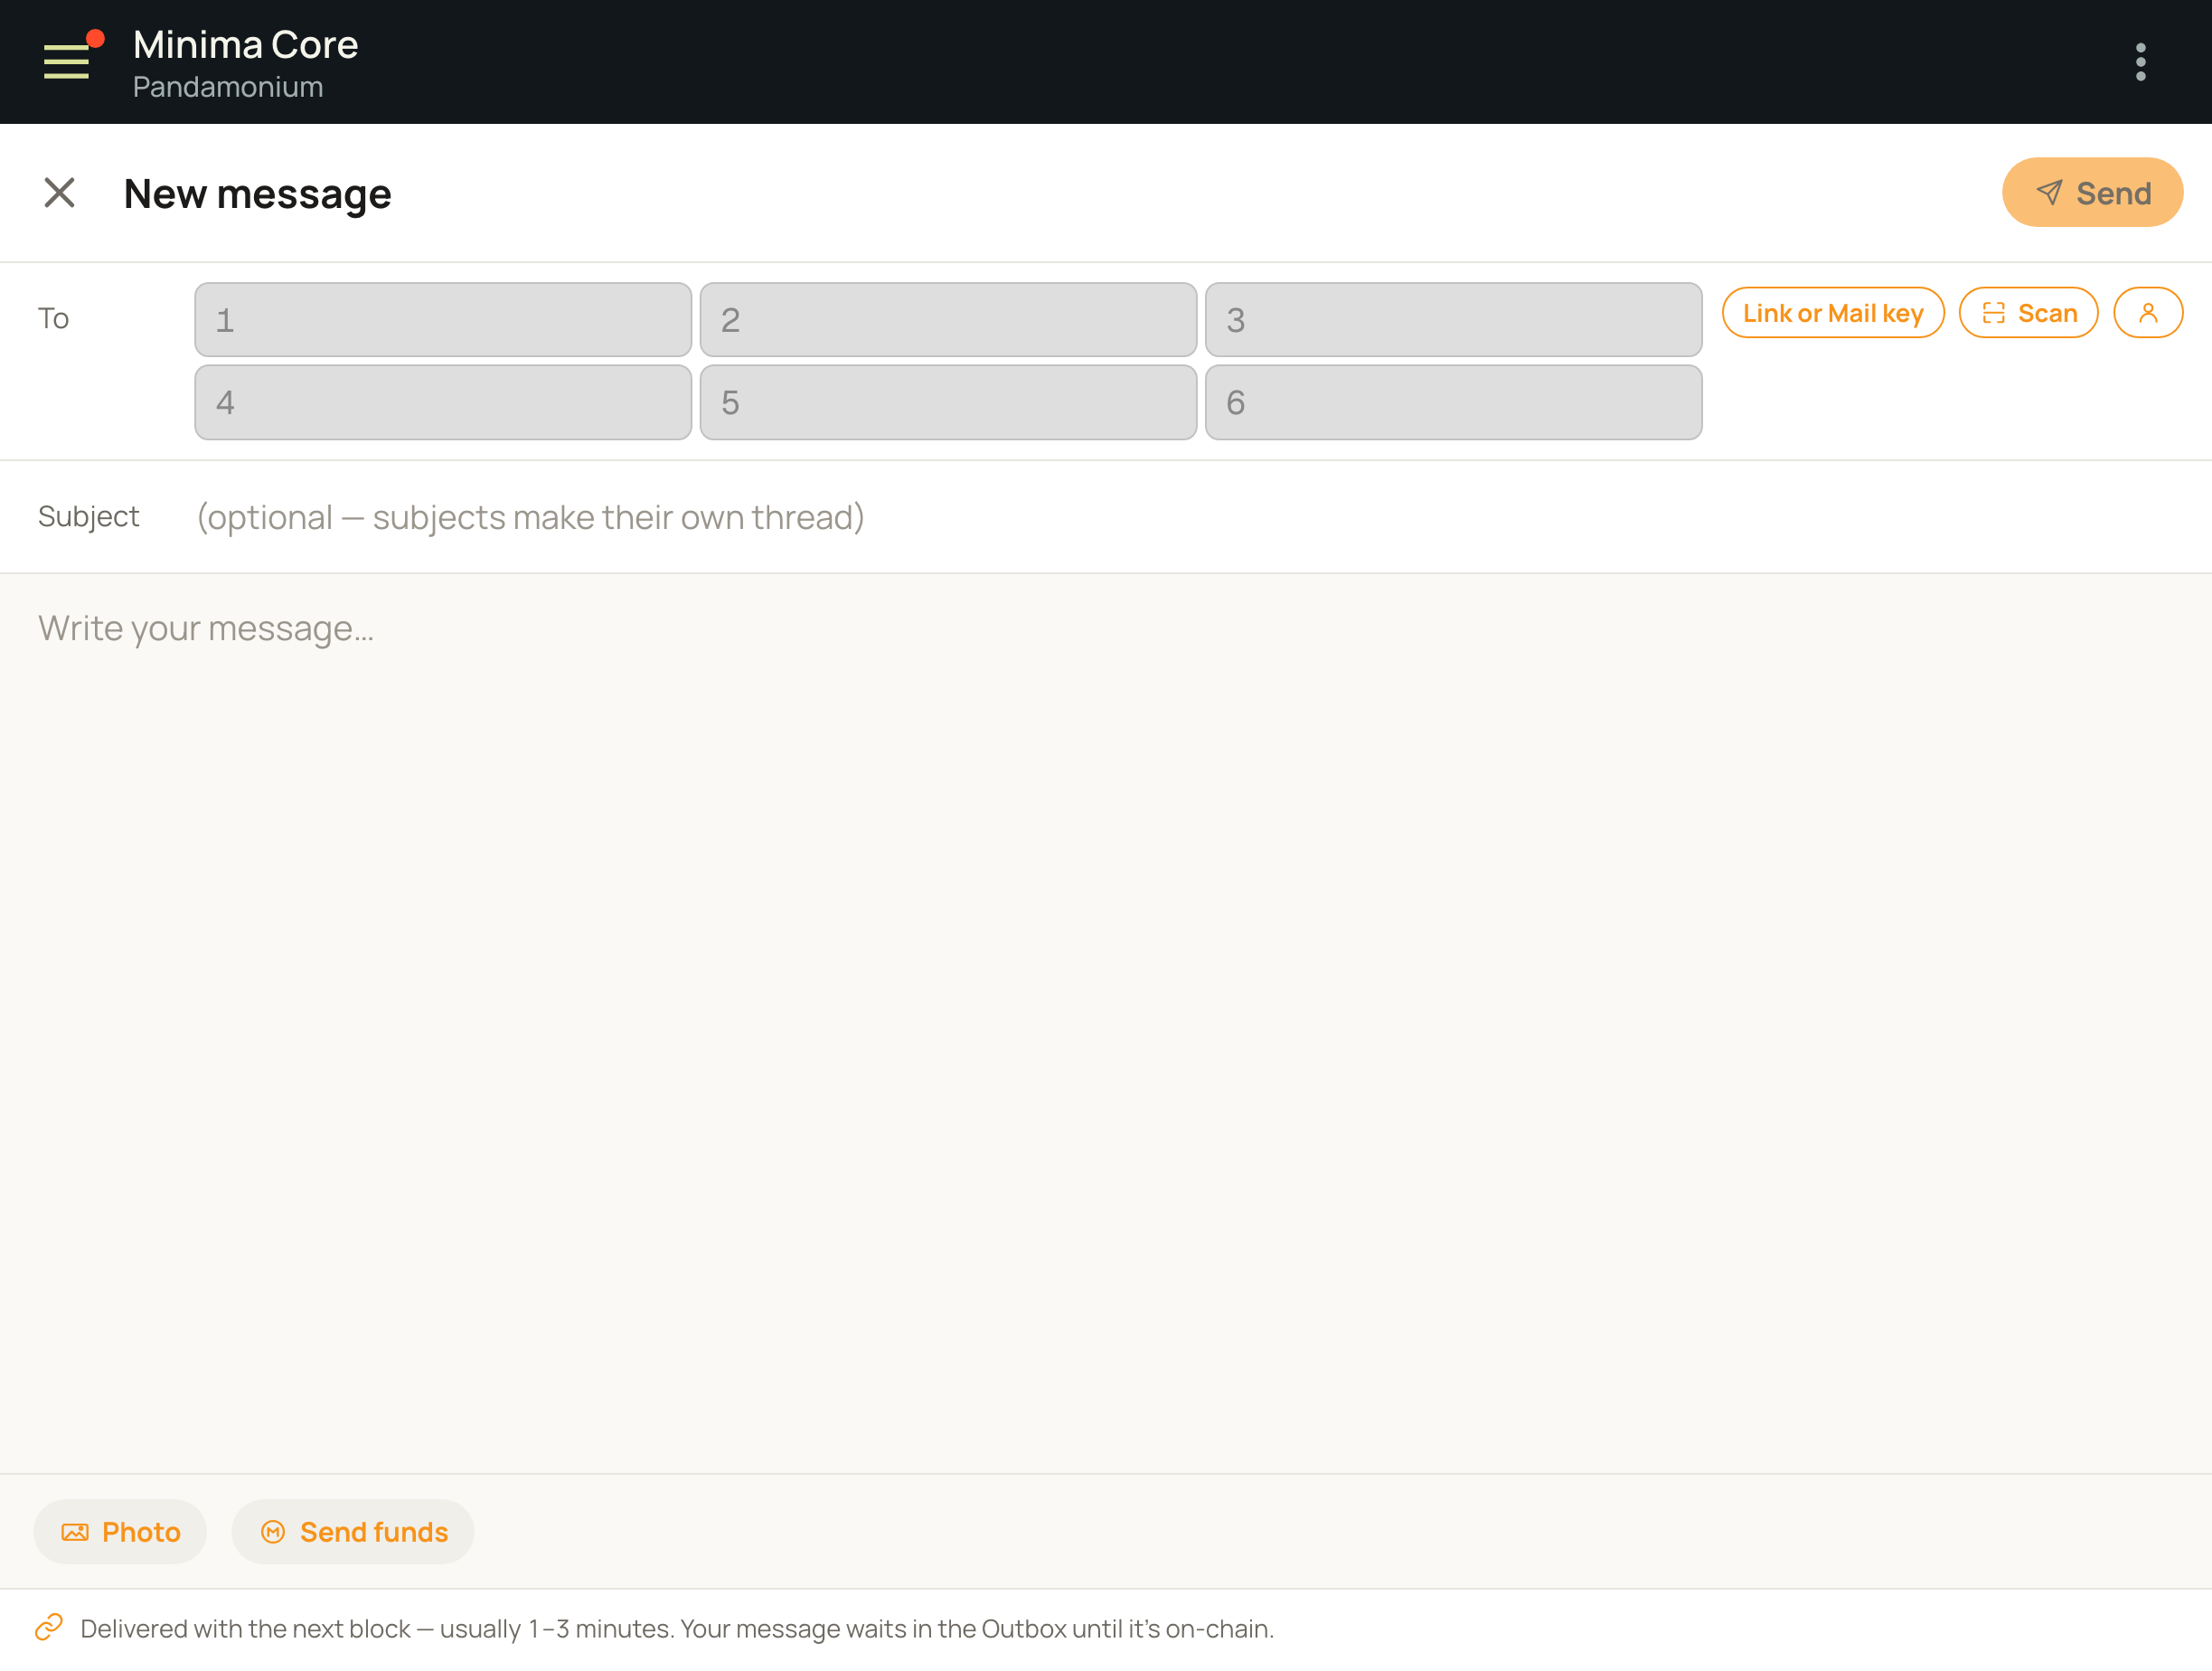 Minima Core
Pandamonium
New message
Send
To
1
2
3
Link or Mail key
Scan
4
5
6
Subject
(optional — subjects make their own thread)
Write your message...
Photo
Send funds
Delivered with the next block — usually 1–3 minutes. Your message waits in the Outbox until it's on-chain.